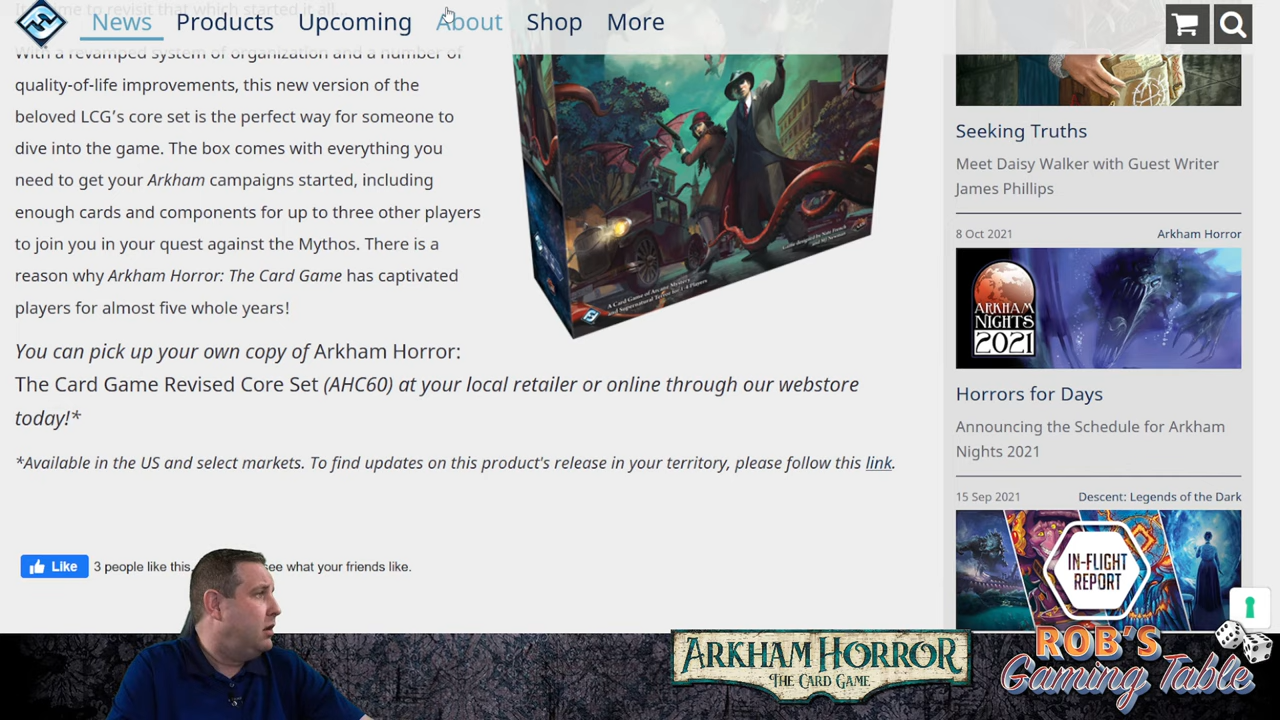 News Products Upcoming About Shop More
With a revamped system of organization and a number of
quality-of-life improvements, this new version of the
beloved LCG's core set is the perfect way for someone to
dive into the game. The box comes with everything you
need to get your Arkham campaigns started, including
enough cards and components for up to three other players
to join you in your quest against the Mythos. There is a
reason why Arkham Horror: The Card Game has captivated
players for almost five whole years!
You can pick up your own copy of Arkham Horror:
The Card Game Revised Core Set (AHC60) at your local retailer or online through our webstore
today!*
*Available in the US and select markets. To find updates on this product's release in your territory, please follow this link.
Like 3 people like this. see what your friends like.
A Card Game of Arcane Mystery
Seeking Truths
Meet Daisy Walker with Guest Writer
James Phillips
8 Oct 2021 Arkham Horror
ARKHAM
NIGHTS
2021
Horrors for Days
Announcing the Schedule for Arkham
Nights 2021
15 Sep 2021 Descent: Legends of the Dark
IN-FLIGHT
REPORT
ARKHAM HORROR
THE CARD GAME
ROB'S
Gaming Table